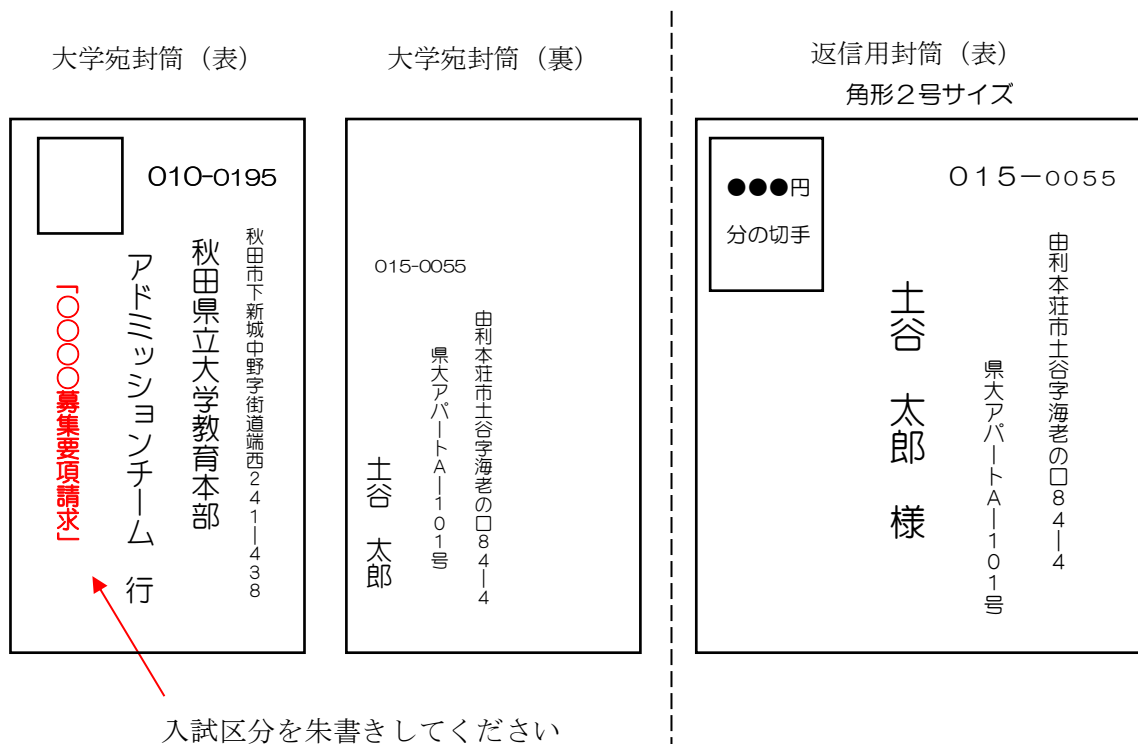 大学宛封筒（表）
010-0195
秋田市下新城中野字街道端西241―438
秋田県立大学教育本部
アドミッションチーム　行
「〇〇〇〇募集要項請求」
入試区分を朱書きしてください
大学宛封筒（裏）
015-0055
由利本荘市土谷字海老の口84―4
県大アパートA―101号
土谷　太郎
返信用封筒（表）
角形２号サイズ
●●●円
分の切手
０１５－００５５
由利本荘市土谷字海老の口84―4
県大アパートA―101号
土谷　太郎　様